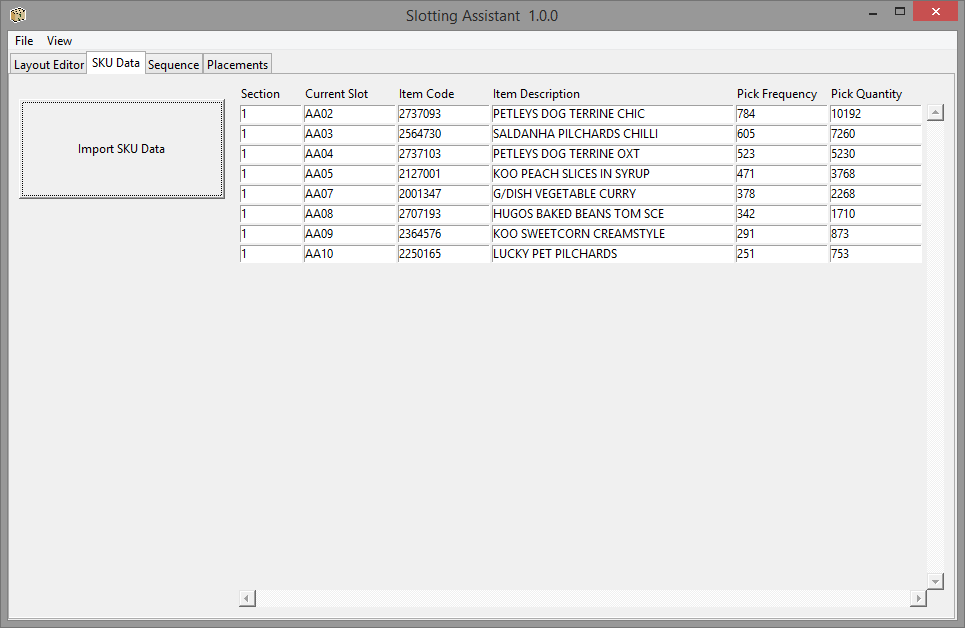 Slotting Assistant 1.0.0
File View
Layout Editor SKU Data Sequence Placements
Section Current Slot Item Code Item Description Pick Frequency Pick Quantity
1 AA02 2737093 PETLEYS DOG TERRINE CHIC 784 10192
1 AA03 2564730 SALDANHA PILCHARDS CHILLI 605 7260
1 AA04 2737103 PETLEYS DOG TERRINE OXT 523 5230
Import SKU Data
1 AA05 2127001 KOO PEACH SLICES IN SYRUP 471 3768
1 AA07 2001347 G/DISH VEGETABLE CURRY 378 2268
1 AA08 2707193 HUGOS BAKED BEANS TOM SCE 342 1710
1 AA09 2364576 KOO SWEETCORN CREAMSTYLE 291 873
1 AA10 2250165 LUCKY PET PILCHARDS 251 753